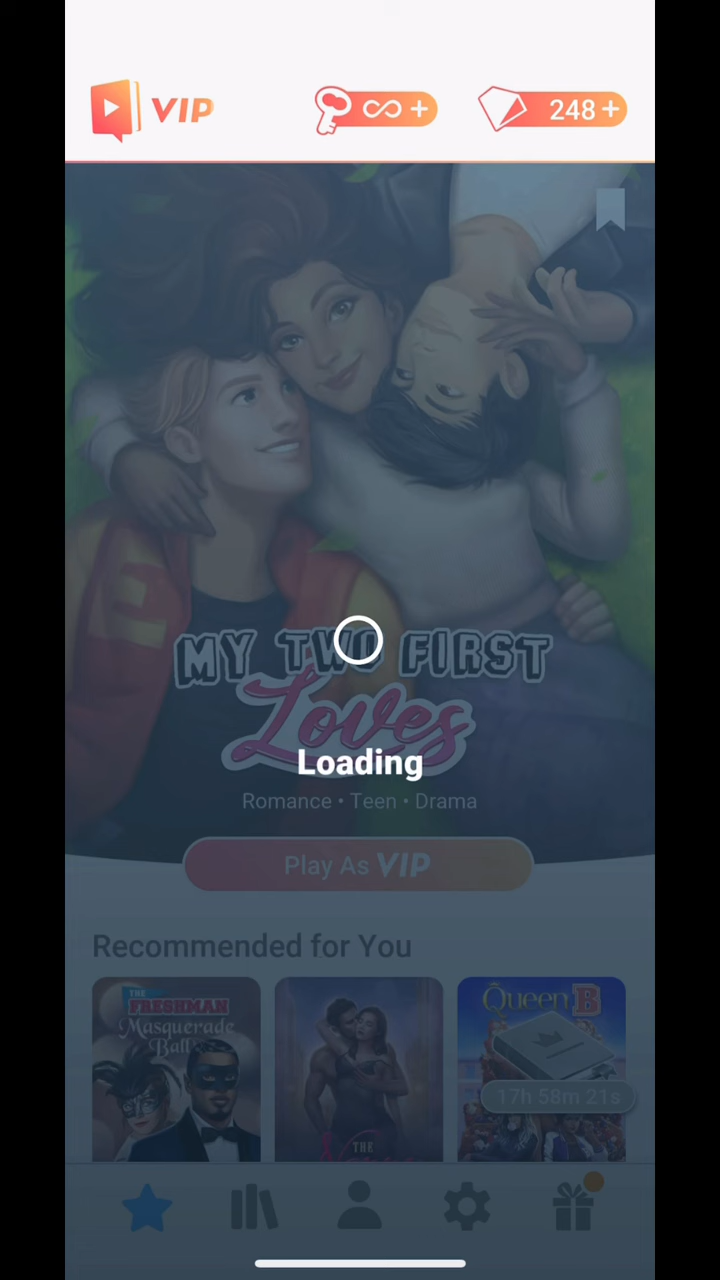 VIP
∞ +
248 +
MY TWO FIRST
Loves
Loading
Romance • Teen • Drama
Play As VIP
Recommended for You
THE
FRESHMAN
Masquerade
Ball
Queen B
17h 58m 21s
THE